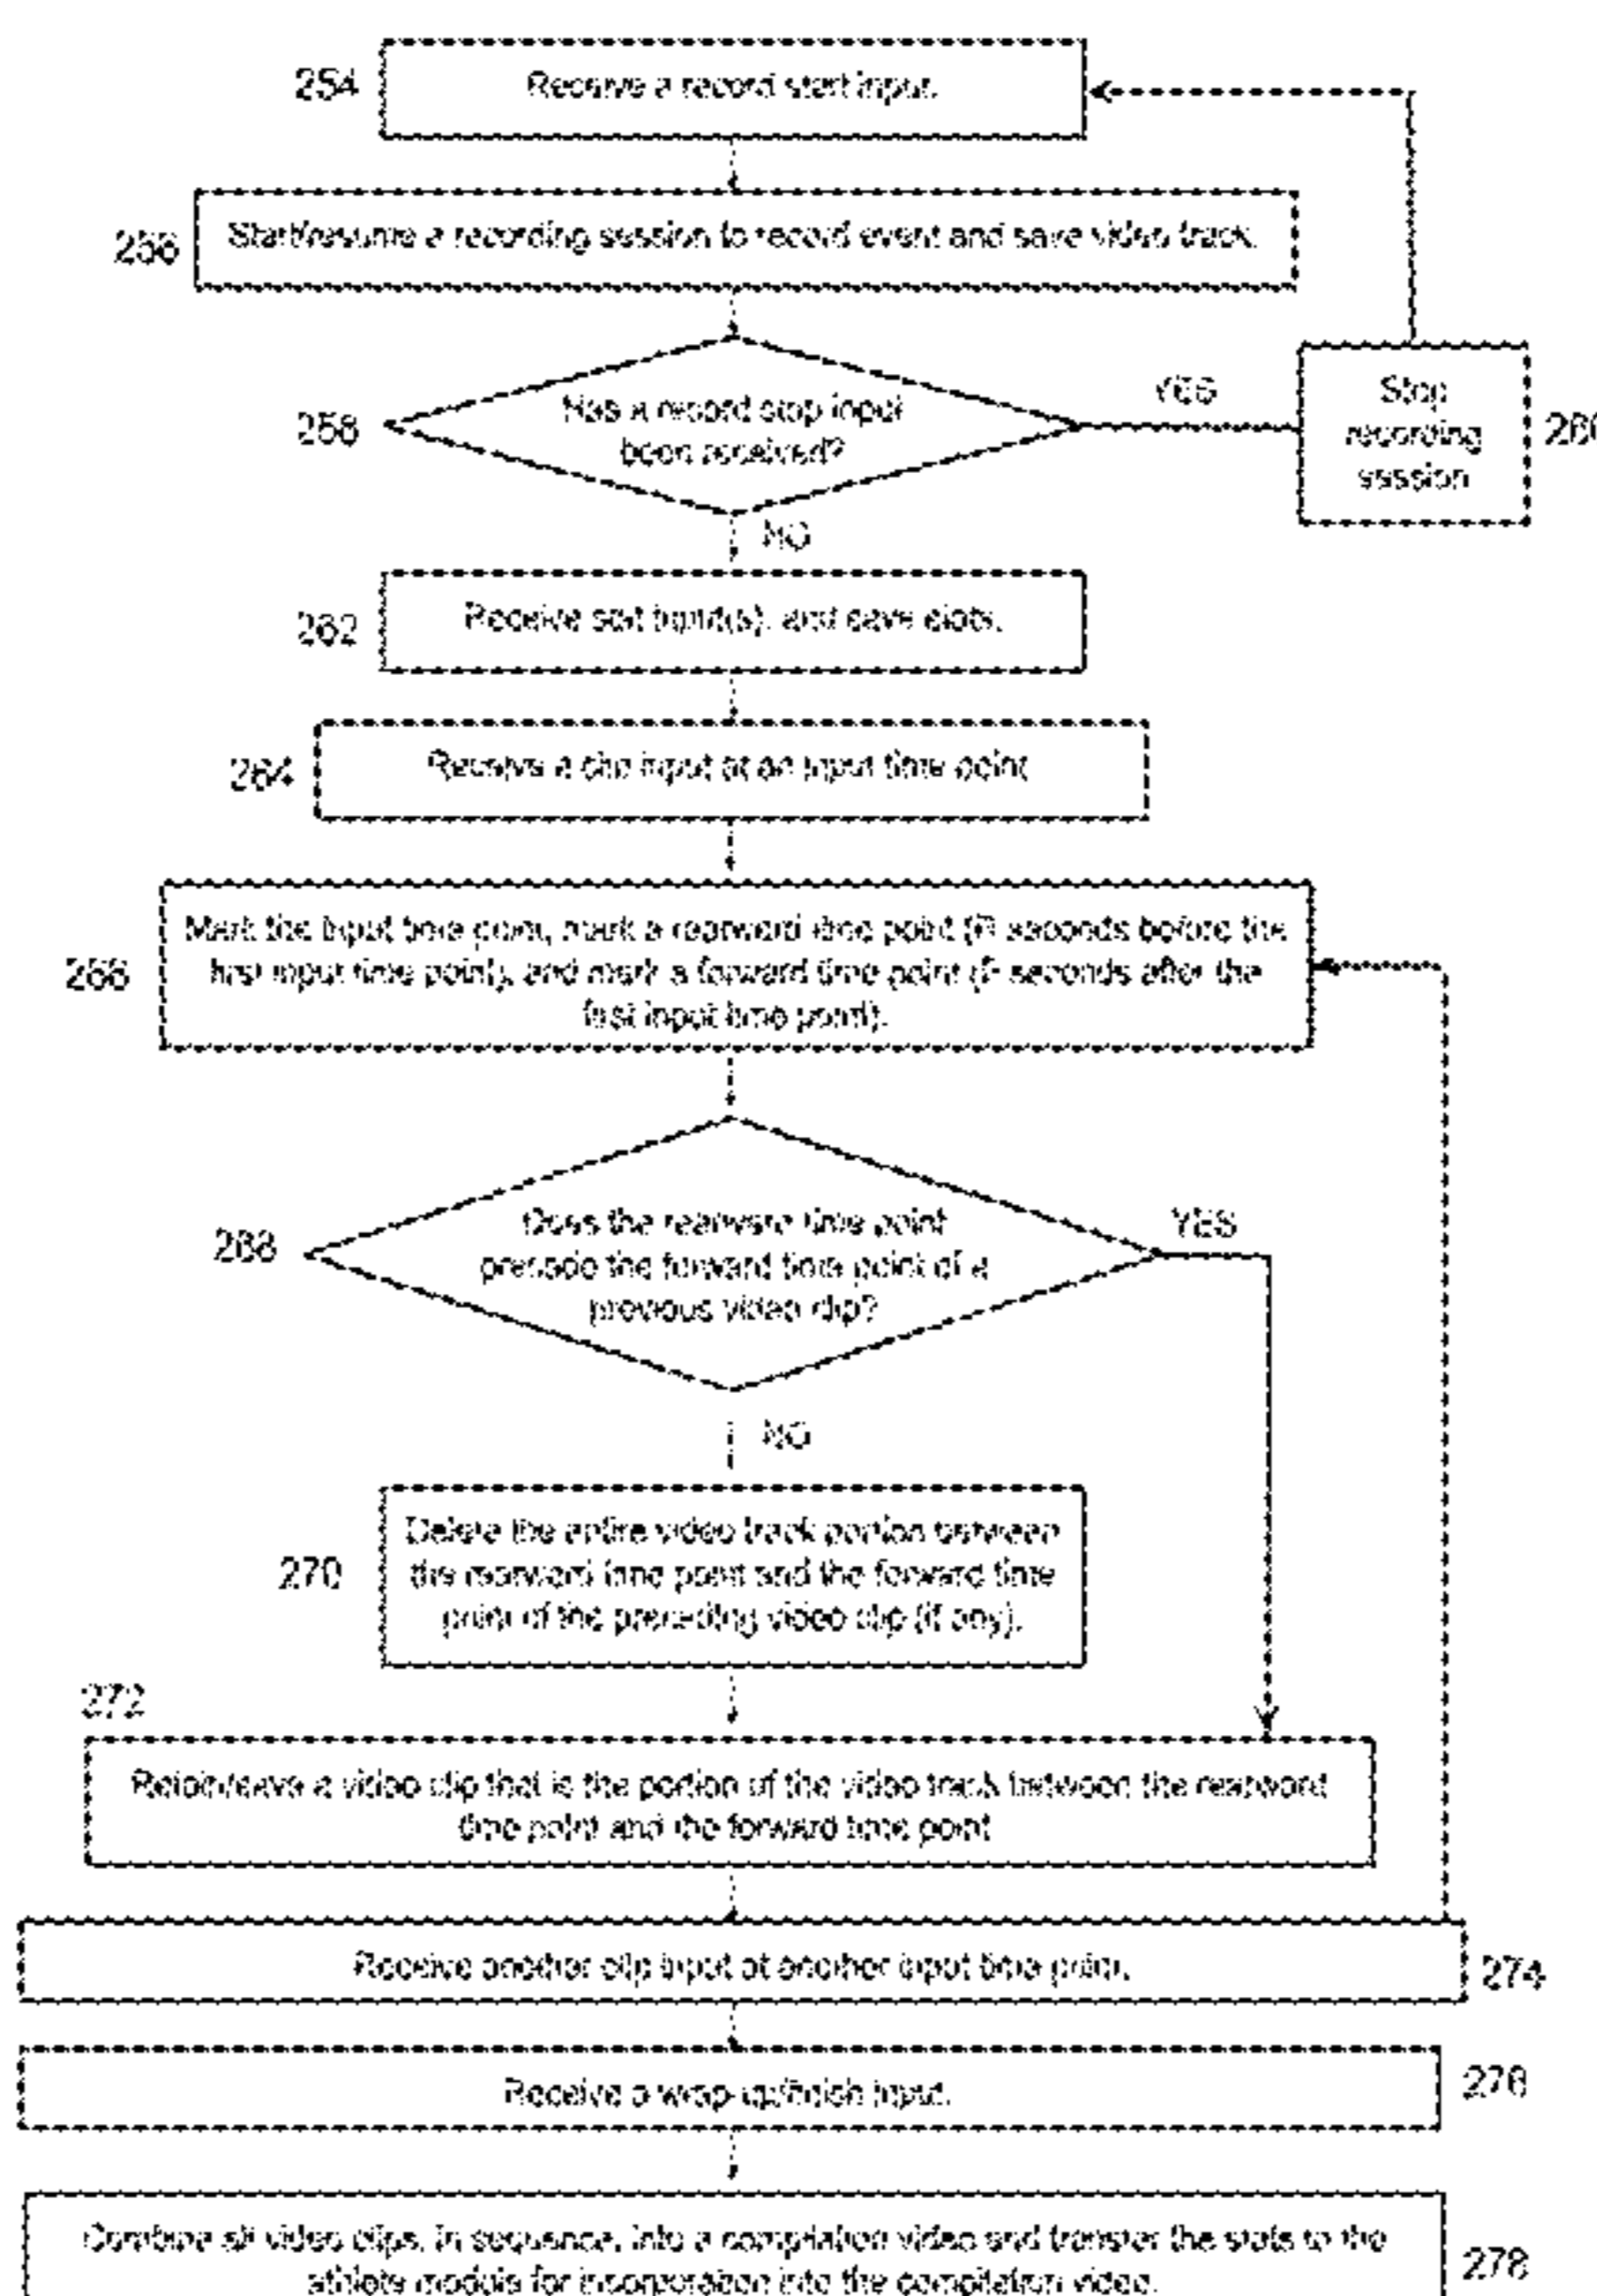 254
Receive a record start input.
256
Start/resume a recording session to record event and save video track.
258
Has a record stop input
been received?
YES
Stop
recording
session
NO
262
Receive stat input(s), and save stats.
264
Receive a clip input at an input time point
266
Mark the input time point, mark a rearward time point (R seconds before the
first input time point), and mark a forward time point (F seconds after the
input time point).
268
Does the rearward time point
precede the forward time point of a
previous video clip?
YES
NO
270
Delete the entire video track portion between
the rearward time point and the forward time
point of the preceding video clip (if any).
272
Retain/save a video clip that is the portion of the video track between the rearward
time point and the forward time point
Receive another clip input at another input time point.
274
Receive a wrap-up/finish input.
276
Combine all video clips, in sequence, into a compilation video and transfer the stats to the
athlete module for incorporation into the compilation video.
278